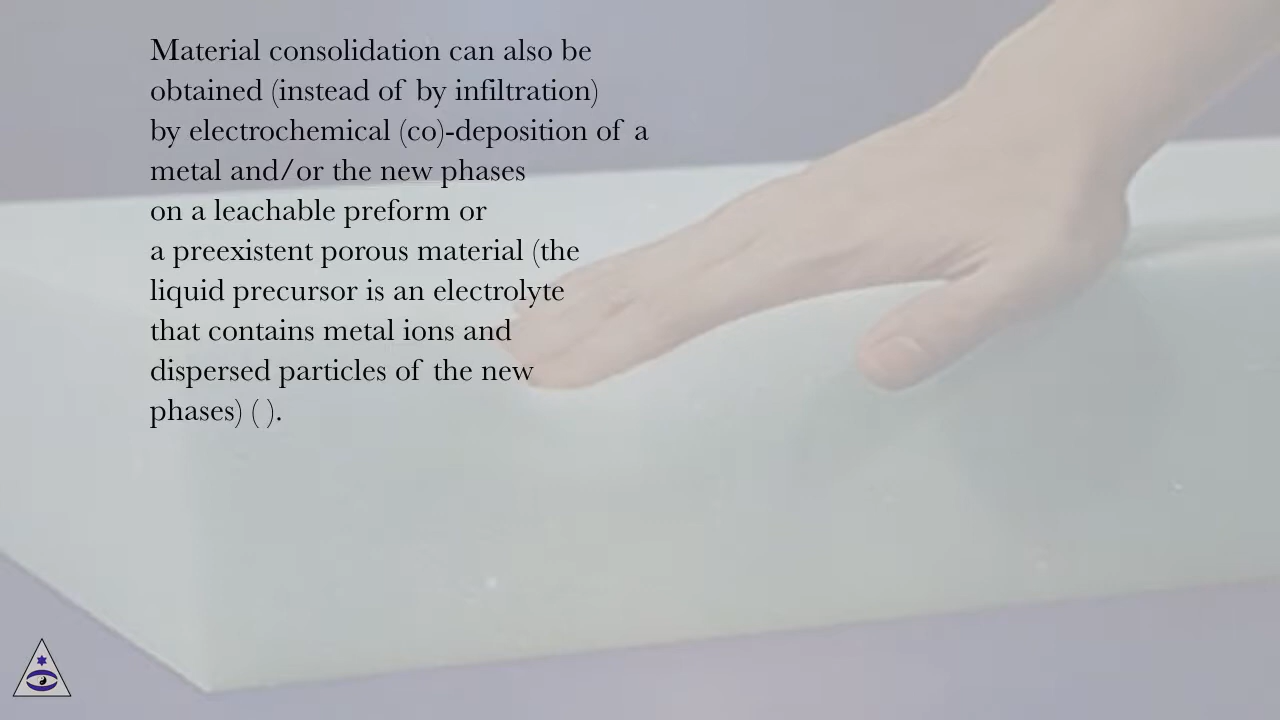 Material consolidation can also be
obtained (instead of by infiltration)
by electrochemical (co)-deposition of a
metal and/or the new phases
on a leachable preform or
a preexistent porous material (the
liquid precursor is an electrolyte
that contains metal ions and
dispersed particles of the new
phases) ( ).